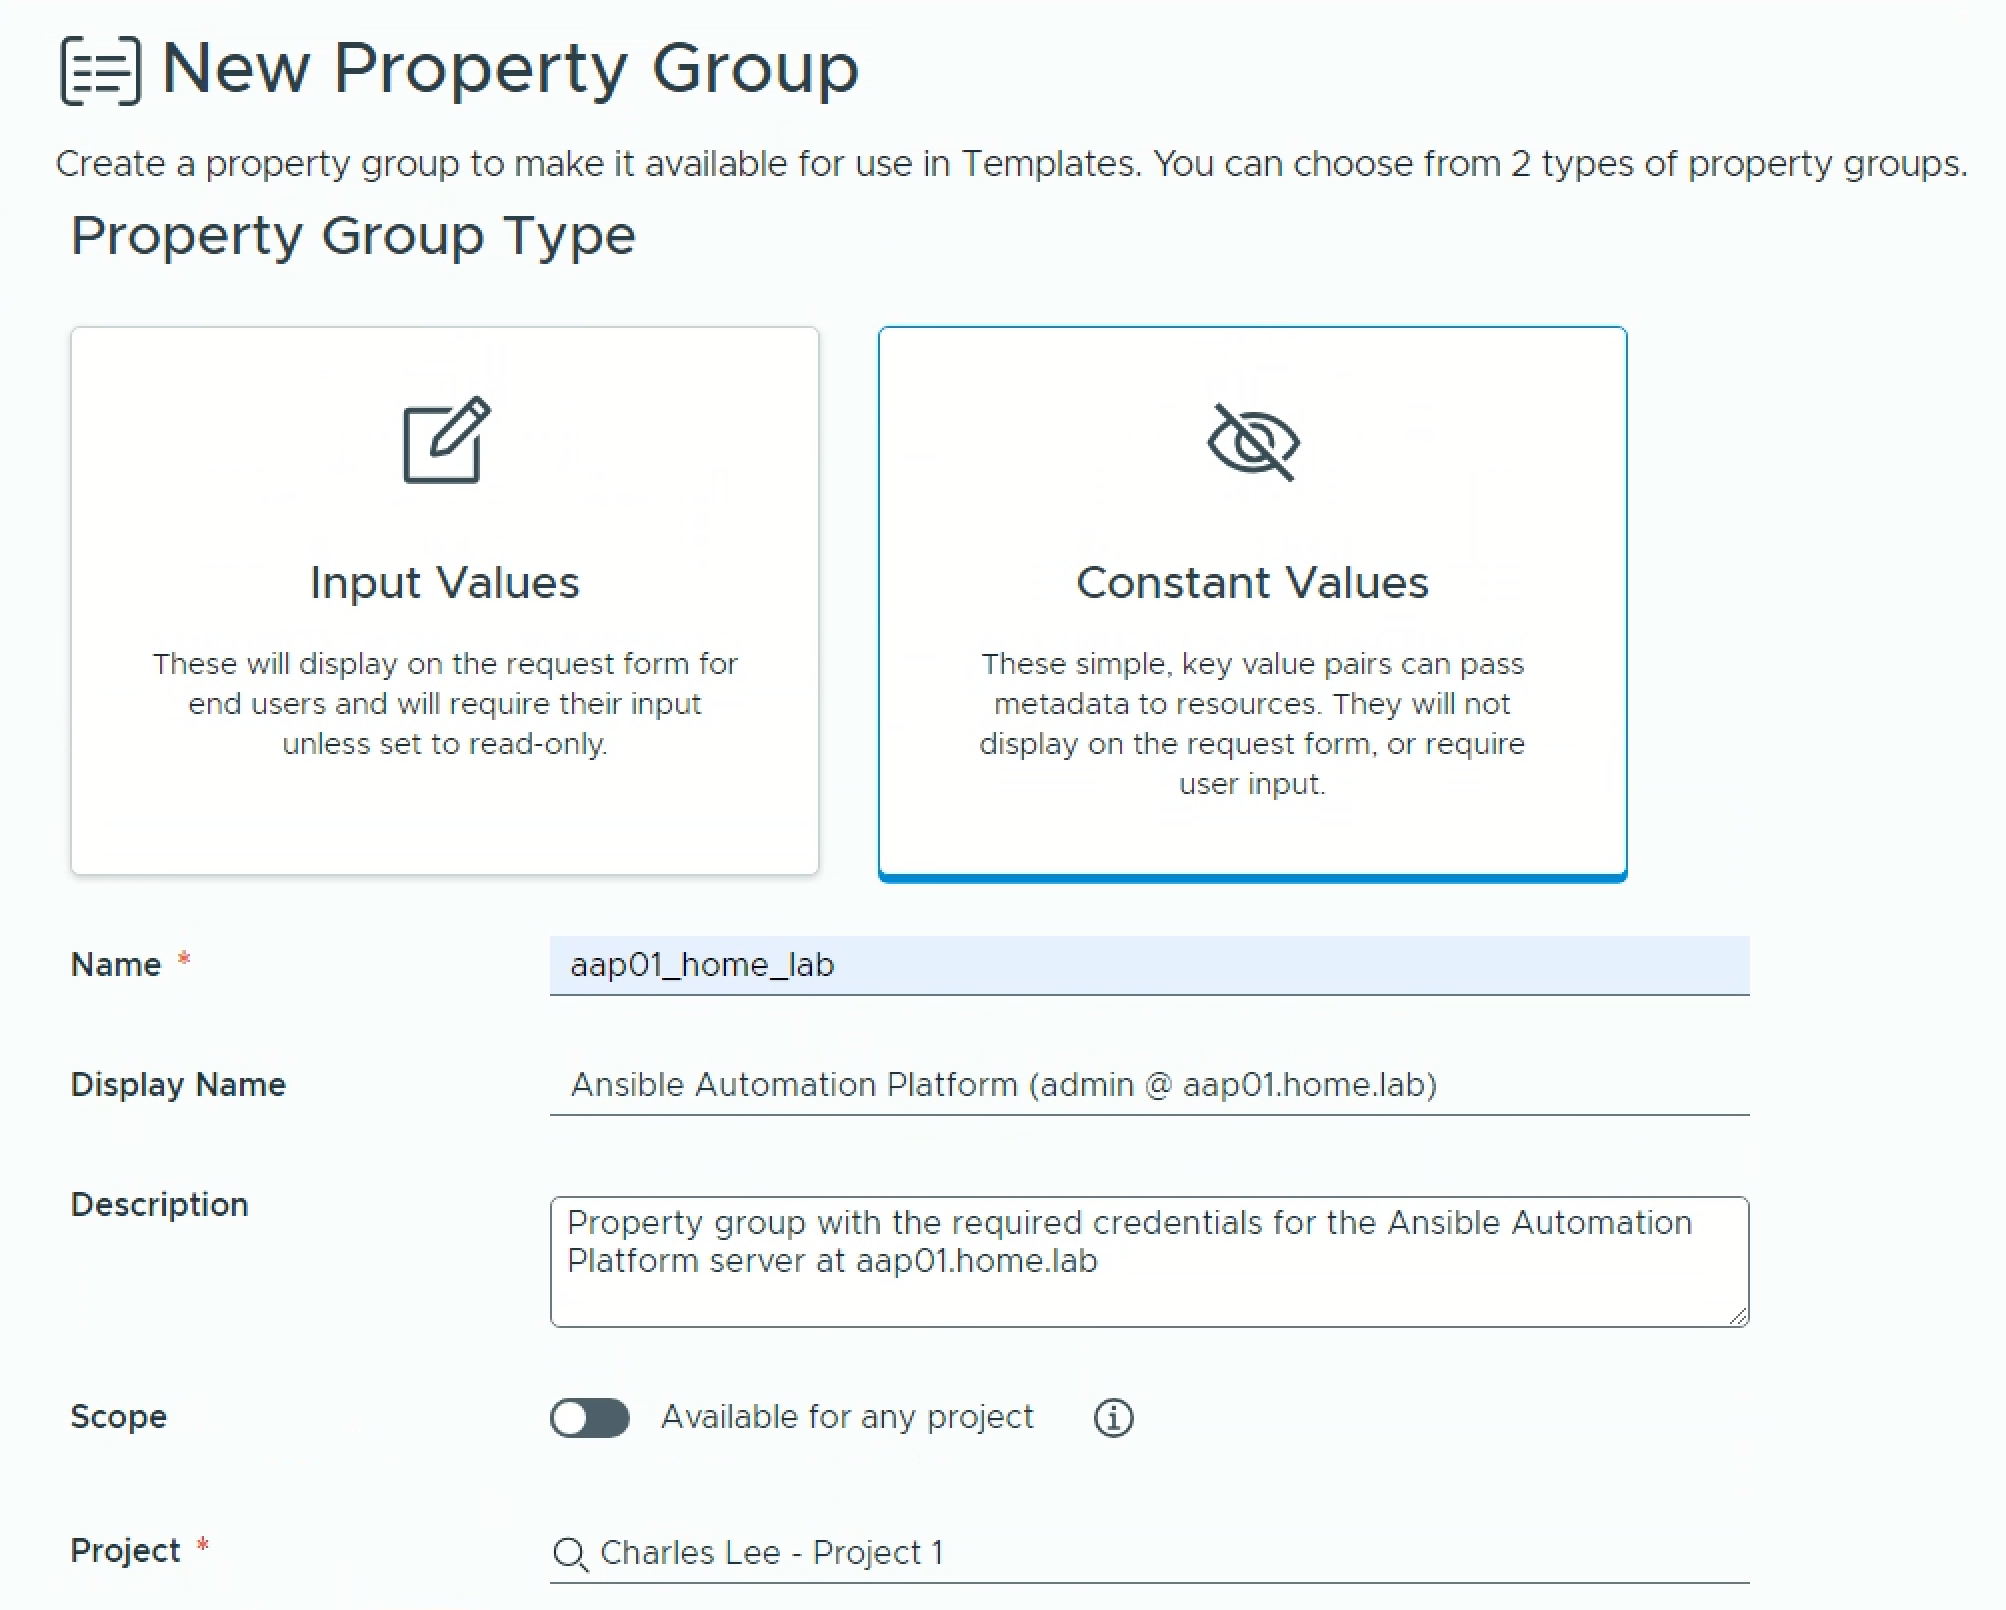 New Property Group
Create a property group to make it available for use in Templates. You can choose from 2 types of property groups.
Property Group Type
Input Values
These will display on the request form for
end users and will require their input
unless set to read-only.
Constant Values
These simple, key value pairs can pass
metadata to resources. They will not
display on the request form, or require
user input.
Name *
aap01_home_lab
Display Name
Ansible Automation Platform (admin @ aap01.home.lab)
Description
Property group with the required credentials for the Ansible Automation
Platform server at aap01.home.lab
Scope
Available for any project
Project *
Charles Lee - Project 1